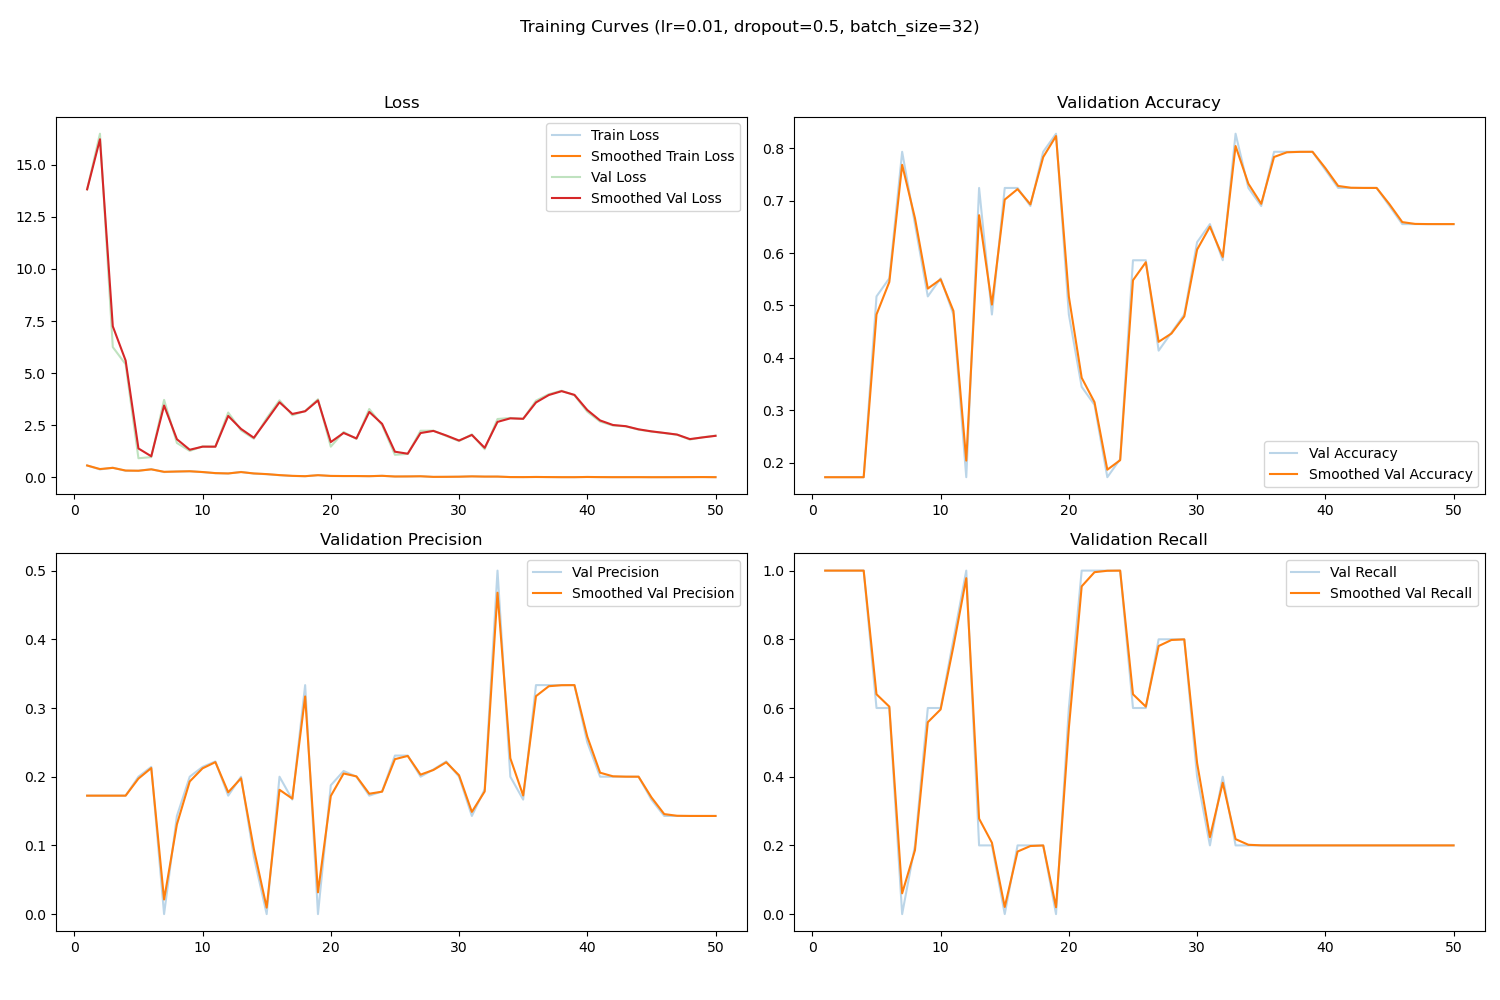 Training Curves (lr=0.01, dropout=0.5, batch_size=32)
Loss
Train Loss
Smoothed Train Loss
Val Loss
Smoothed Val Loss
15.0
12.5
10.0
7.5
5.0
2.5
0.0
0 10 20 30 40 50
Validation Accuracy
0.8
0.7
0.6
0.5
0.4
0.3
0.2
Val Accuracy
Smoothed Val Accuracy
0 10 20 30 40 50
Validation Precision
Val Precision
Smoothed Val Precision
0.5
0.4
0.3
0.2
0.1
0.0
0 10 20 30 40 50
Validation Recall
Val Recall
Smoothed Val Recall
1.0
0.8
0.6
0.4
0.2
0.0
0 10 20 30 40 50